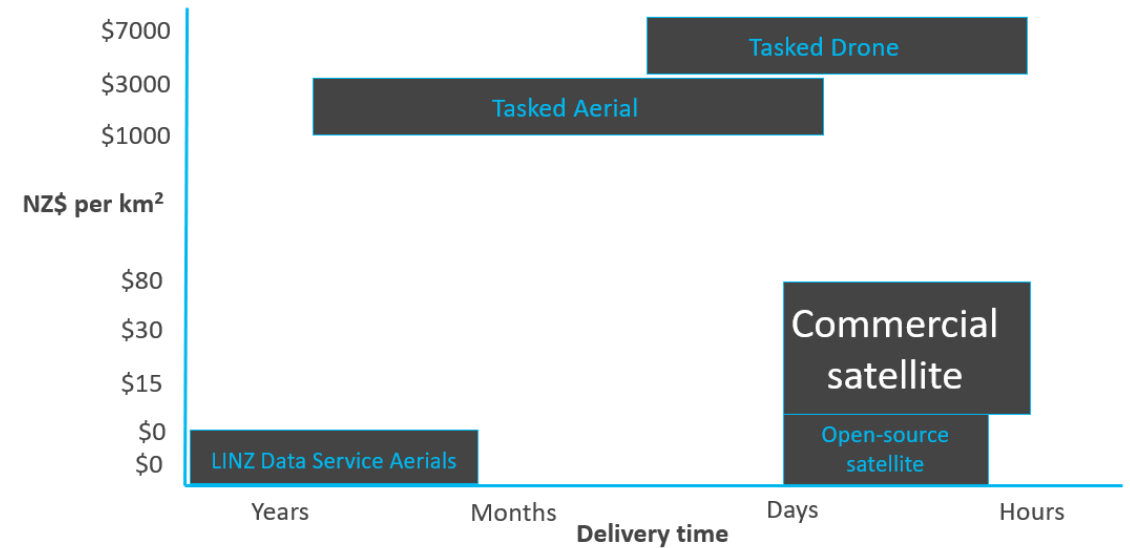 $7000
Tasked Drone
$3000
Tasked Aerial
$1000
NZ$ per km²
$80
Commercial
satellite
$30
$15
$0
Open-source
satellite
LINZ Data Service Aerials
$0
Years
Months
Days
Hours
Delivery time